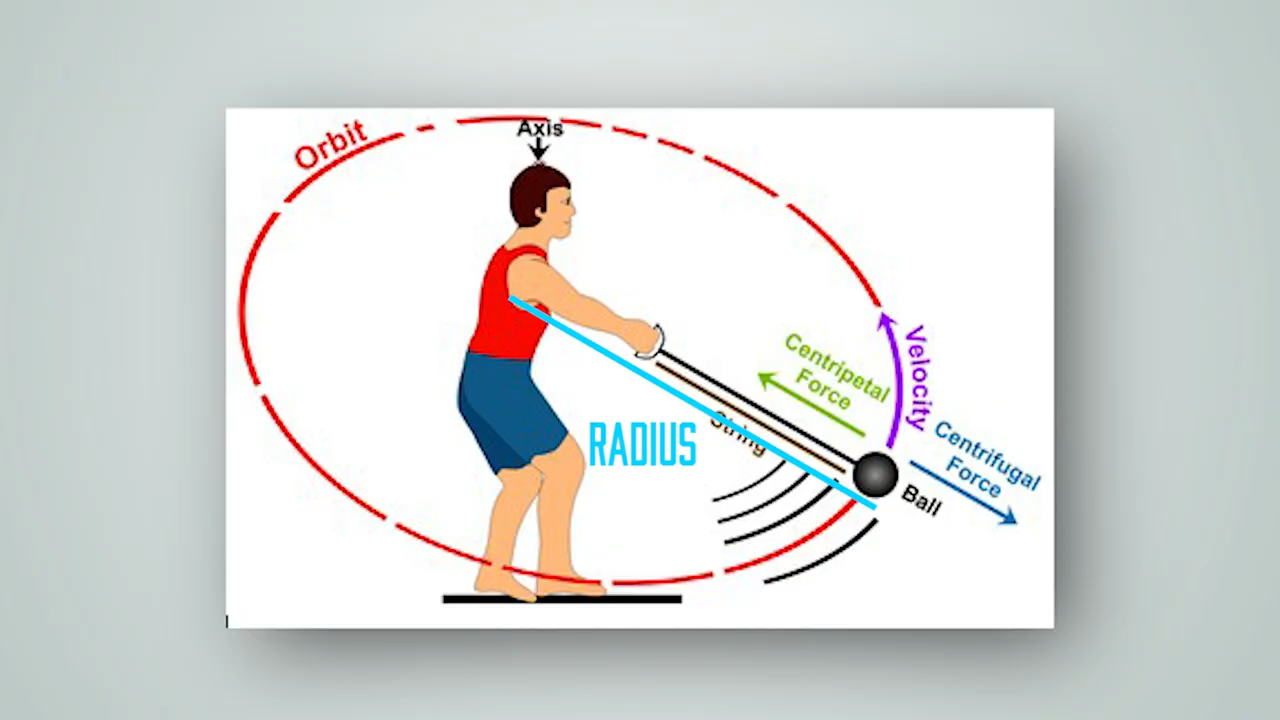 Orbit
Axis
Velocity
Centripetal
Force
Centrifugal
Force
String
RADIUS
Ball